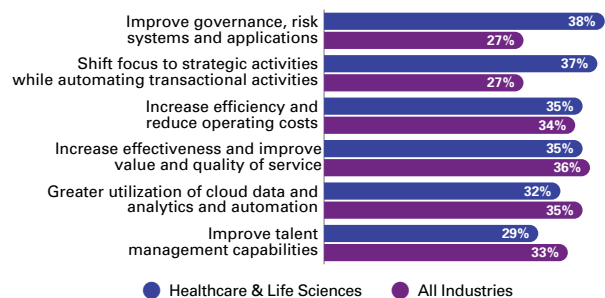 Improve governance, risk
systems and applications
38%
27%
Shift focus to strategic activities
while automating transactional activities
37%
27%
Increase efficiency and
reduce operating costs
35%
34%
Increase effectiveness and improve
value and quality of service
35%
36%
Greater utilization of cloud data and
analytics and automation
32%
35%
Improve talent
management capabilities
29%
33%
Healthcare & Life Sciences
All Industries